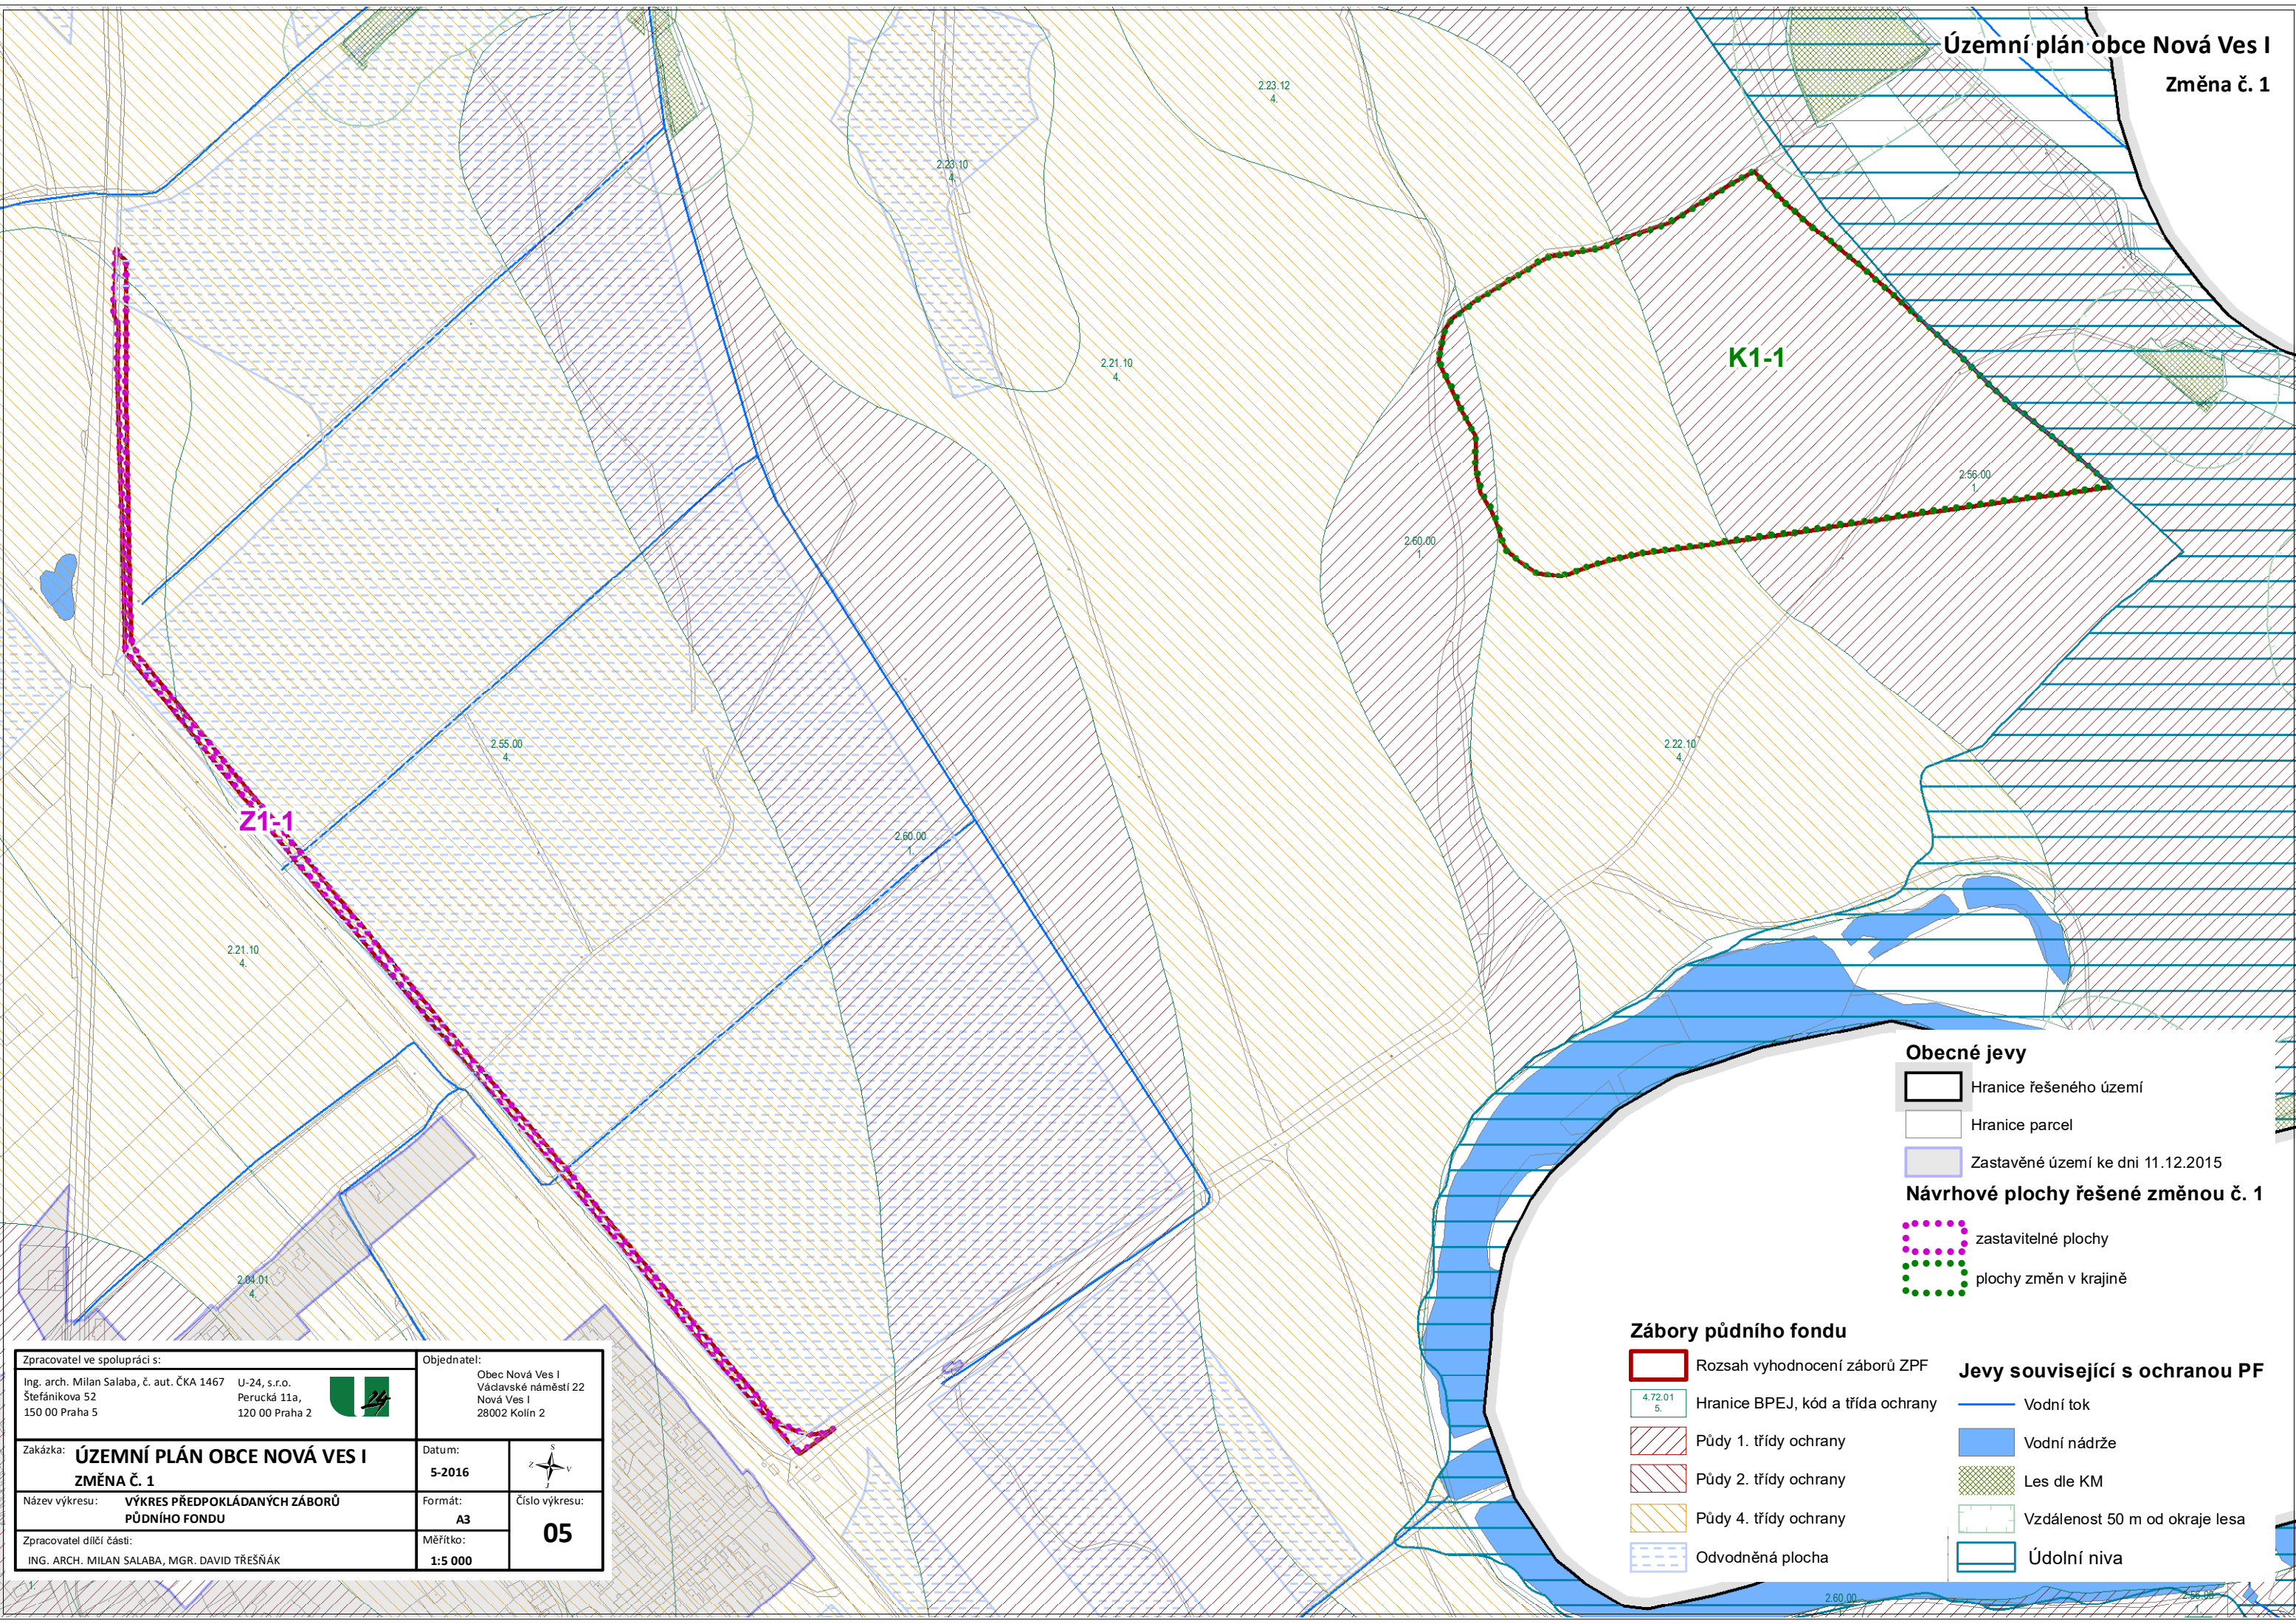 Územní plán obce Nová Ves I
Změna č. 1
2.23.12
4.
2.23.10
4.
2.21.10
4.
K1-1
2.56.00
1.
2.60.00
1.
2.55.00
4.
2.22.10
4.
Z1-1
2.60.00
1.
2.21.10
4.
2.04.01
4.
Obecné jevy
Hranice řešeného území
Hranice parcel
Zastavěné území ke dni 11.12.2015
Návrhové plochy řešené změnou č. 1
zastavitelné plochy
plochy změn v krajině
Zábory půdního fondu
Rozsah vyhodnocení záborů ZPF
4.72.01
5.
Hranice BPEJ, kód a třída ochrany
Půdy 1. třídy ochrany
Půdy 2. třídy ochrany
Půdy 4. třídy ochrany
Odvodněná plocha
Jevy související s ochranou PF
Vodní tok
Vodní nádrže
Les dle KM
Vzdálenost 50 m od okraje lesa
Údolní niva
Zpracovatel ve spolupráci s:
Ing. arch. Milan Salaba, č. aut. ČKA 1467
Štefánikova 52
150 00 Praha 5
U-24, s.r.o.
Perucká 11a,
120 00 Praha 2
24
Objednatel:
Obec Nová Ves I
Václavské náměstí 22
Nová Ves I
28002 Kolín 2
Zakázka: ÚZEMNÍ PLÁN OBCE NOVÁ VES I
ZMĚNA Č. 1
Datum:
5-2016
S
Z V
J
Název výkresu: VÝKRES PŘEDPOKLÁDANÝCH ZÁBORŮ
PŮDNÍHO FONDU
Formát:
A3
Číslo výkresu:
05
Zpracovatel dílčí části:
ING. ARCH. MILAN SALABA, MGR. DAVID TŘEŠŇÁK
Měřítko:
1:5 000
1.
2.60.00